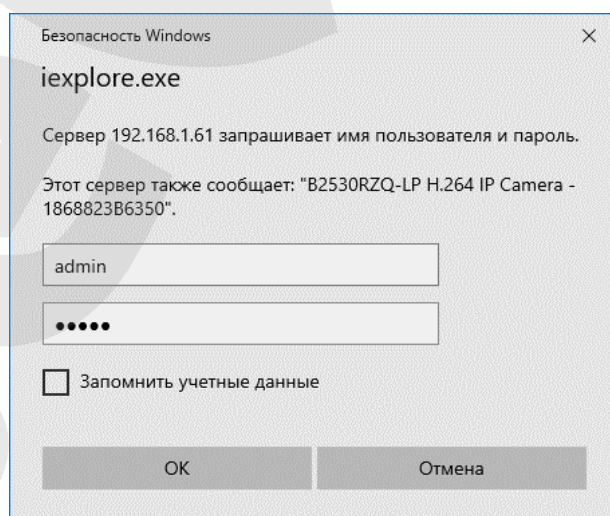 Безопасность Windows
iexplore.exe
Сервер 192.168.1.61 запрашивает имя пользователя и пароль.
Этот сервер также сообщает: "B2530RZQ-LP H.264 IP Camera -
1868823B6350".
admin
●●●●●
Запомнить учетные данные
ОК
Отмена